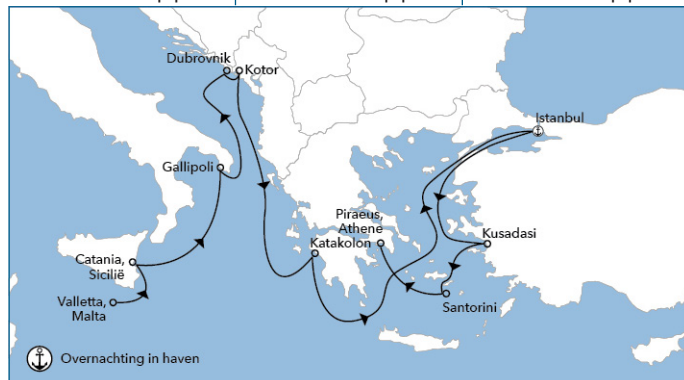 Dubrovnik
Kotor
Istanbul
Gallipoli
Piraeus,
Athene
Katakolon
Kusadasi
Catania,
Sicilië
Valletta,
Malta
Santorini
Overnachting in haven